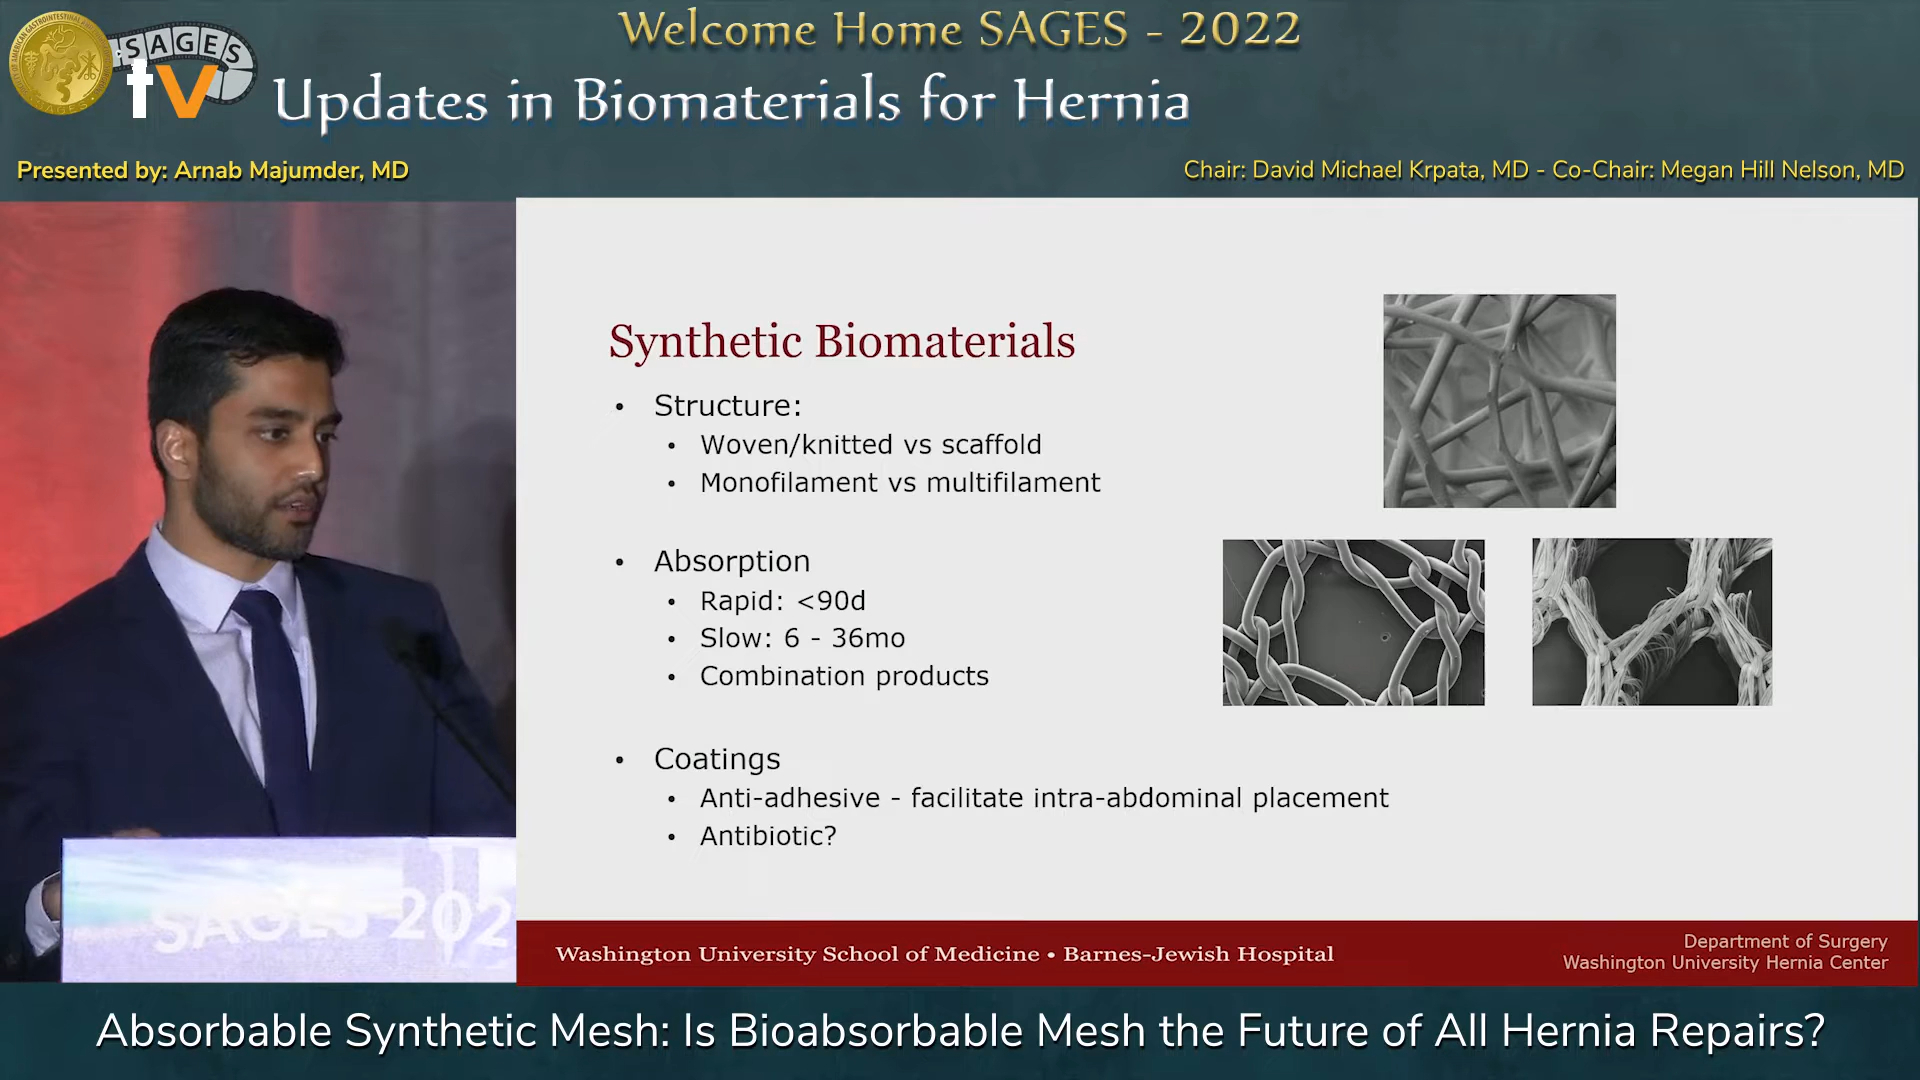 Welcome Home SAGES - 2022
SAGES
tv
Updates in Biomaterials for Hernia
Presented by: Arnab Majumder, MD
Chair: David Michael Krpata, MD - Co-Chair: Megan Hill Nelson, MD
Synthetic Biomaterials
• Structure:
• Woven/knitted vs scaffold
• Monofilament vs multifilament
• Absorption
• Rapid: <90d
• Slow: 6 - 36mo
• Combination products
• Coatings
• Anti-adhesive - facilitate intra-abdominal placement
• Antibiotic?
SAGES 202
Washington University School of Medicine • Barnes-Jewish Hospital
Department of Surgery
Washington University Hernia Center
Absorbable Synthetic Mesh: Is Bioabsorbable Mesh the Future of All Hernia Repairs?